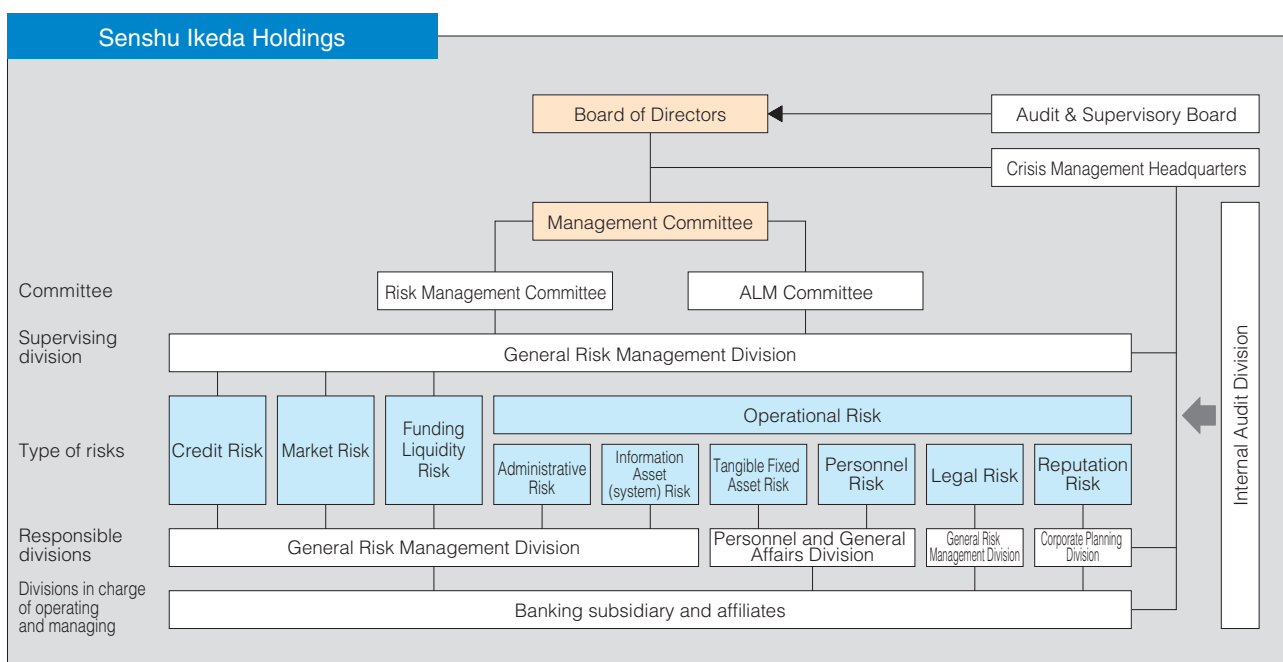 Senshu Ikeda Holdings
Board of Directors
Audit & Supervisory Board
Crisis Management Headquarters
Management Committee
Committee
Risk Management Committee
ALM Committee
Supervising
division
General Risk Management Division
Type of risks
Credit Risk
Market Risk
Funding
Liquidity
Risk
Operational Risk
Administrative
Risk
Information
Asset
(system) Risk
Tangible Fixed
Asset Risk
Personnel
Risk
Legal Risk
Reputation
Risk
Internal Audit Division
Responsible
divisions
General Risk Management Division
Personnel and General
Affairs Division
General Risk
Management Division
Corporate Planning
Division
Divisions in charge
of operating
and managing
Banking subsidiary and affiliates